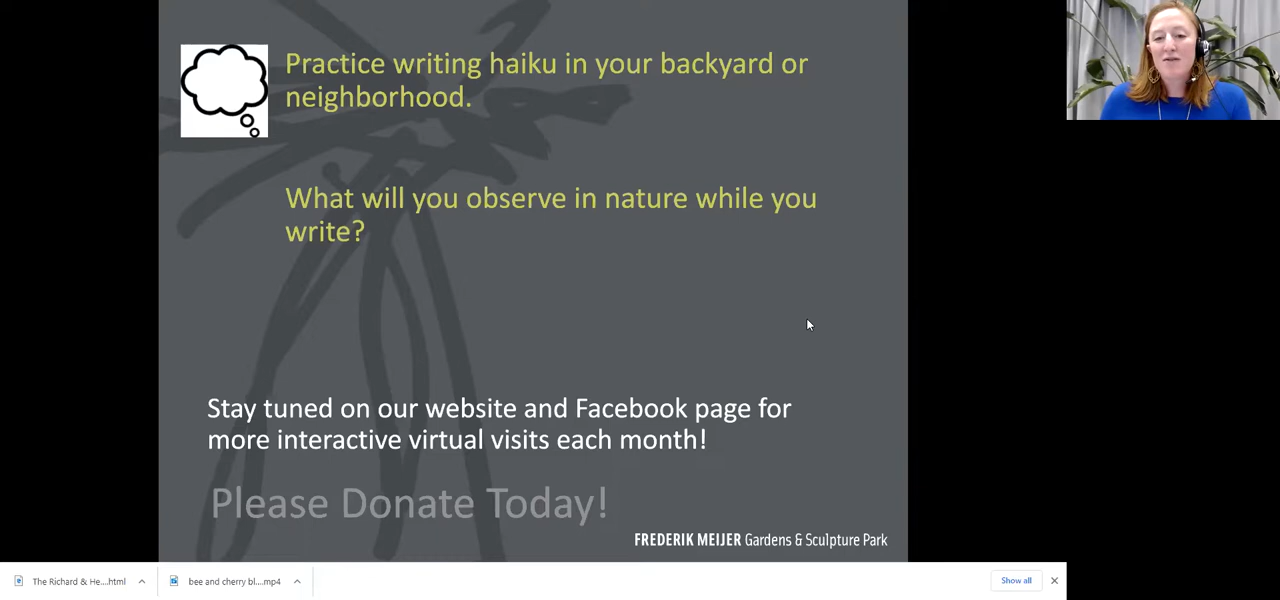 Practice writing haiku in your backyard or
neighborhood.
What will you observe in nature while you
write?
Stay tuned on our website and Facebook page for
more interactive virtual visits each month!
Please Donate Today!
FREDERIK MEIJER Gardens & Sculpture Park
The Richard & He....html
bee and cherry bl....mp4
Show all